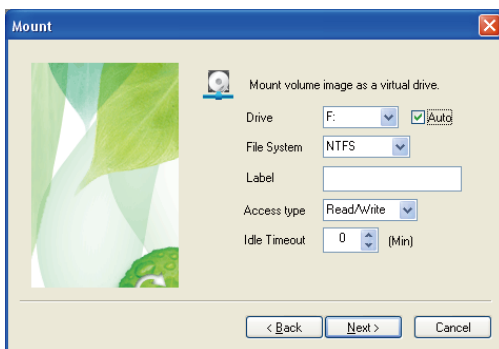 Mount
Mount volume image as a virtual drive.
Drive F: Auto
File System NTFS
Label
Access type Read/Write
Idle Timeout 0 (Min)
< Back Next > Cancel